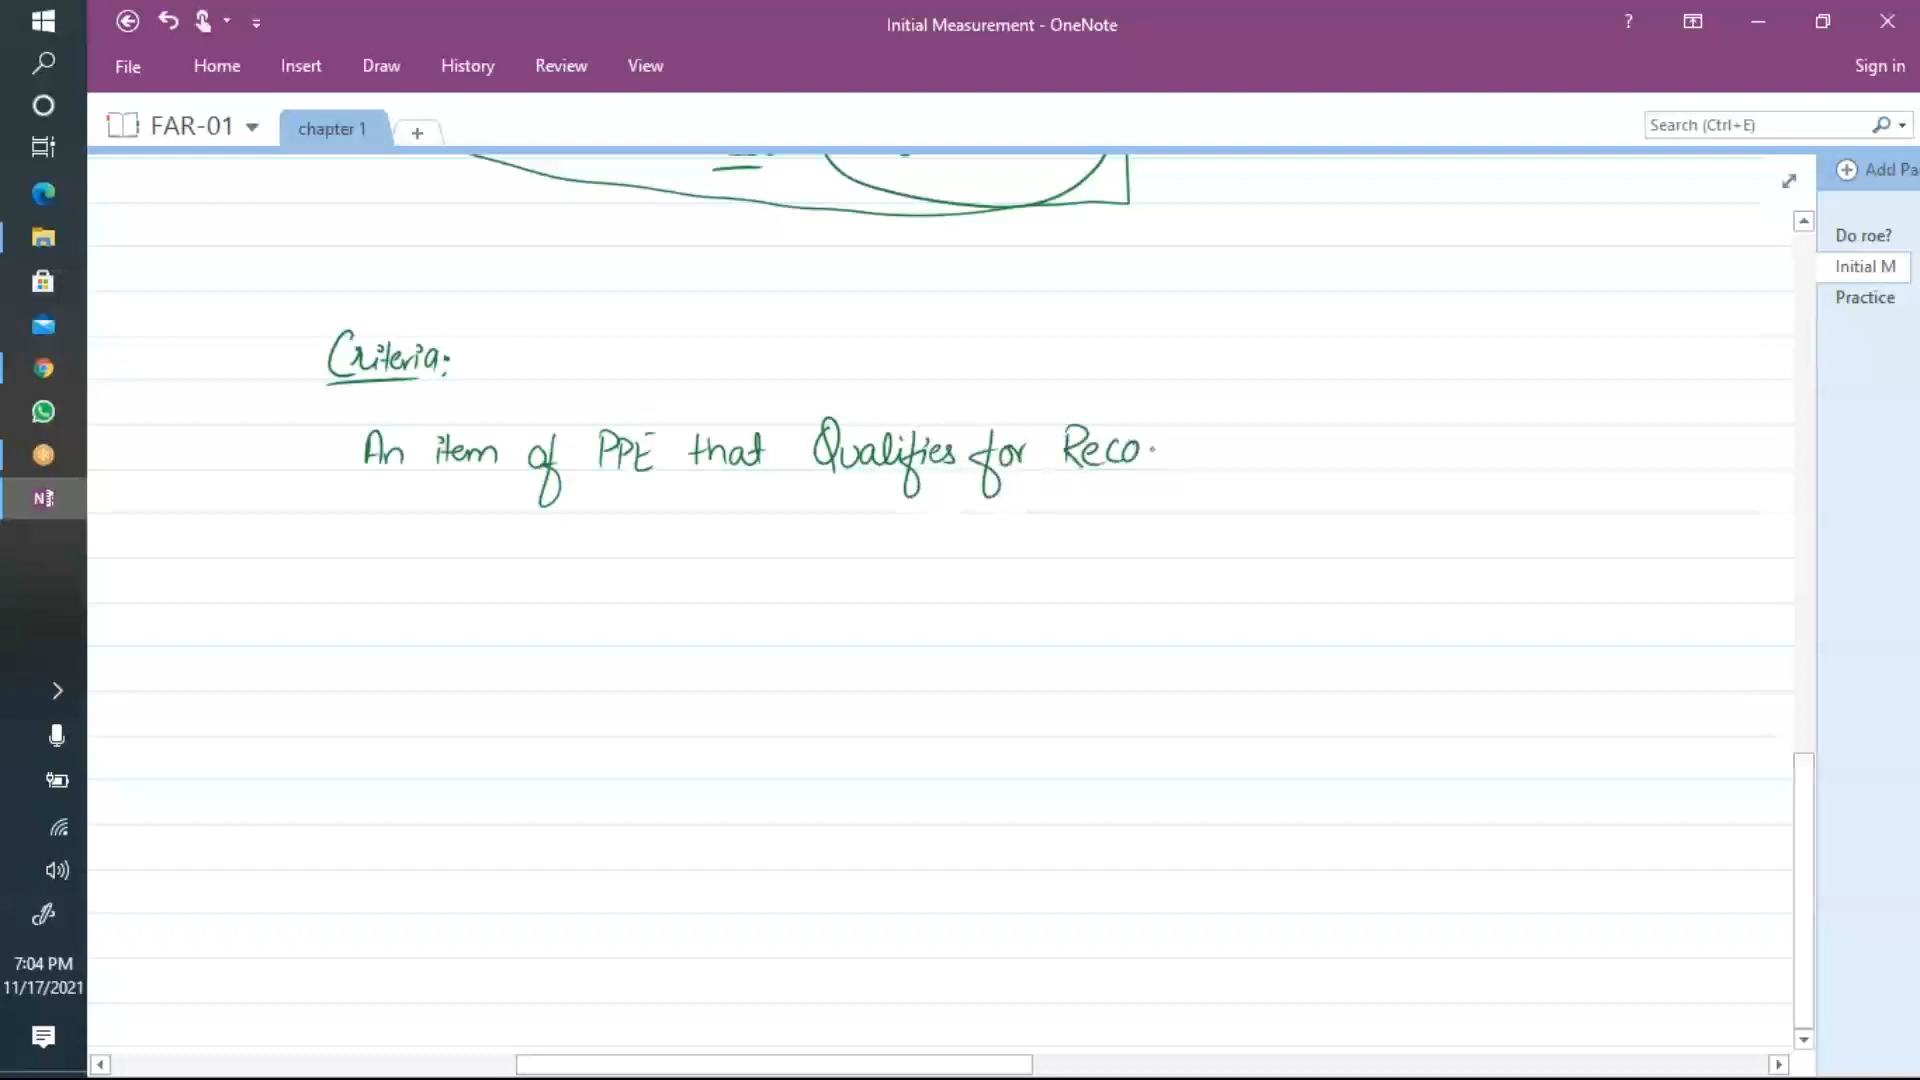 Initial Measurement - OneNote
?
File Home Insert Draw History Review View
Sign in
FAR-01 chapter 1 +
Search (Ctrl+E)
Add Pa
Do roe?
Initial M
Practice
Criteria:
An item of PPE that Qualifies for Reco.
N
7:04 PM
11/17/2021